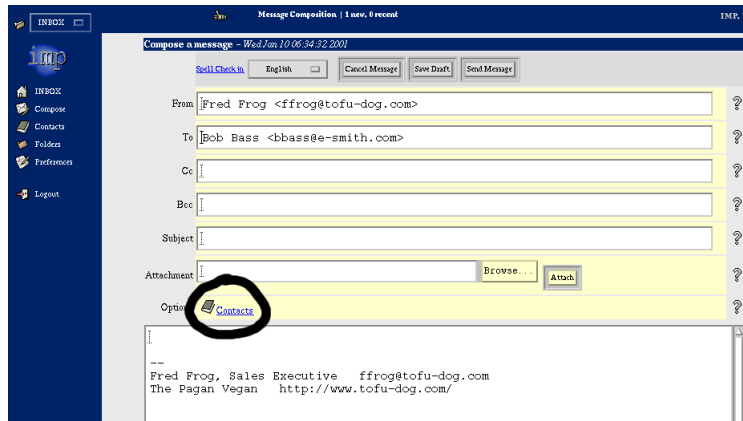 INBOX
Message Composition | 1 new, 0 recent
IMP,
imp
INBOX
Compose
Contacts
Folders
Preferences
Logout
Compose a message - Wed Jan 10 06:34:32 2001
Spell Check in English Cancel Message Save Draft Send Message
From Fred Frog <ffrog@tofu-dog.com> ?
To Bob Bass <bbass@e-smith.com> ?
Cc ?
Bcc ?
Subject ?
Attachment Browse... Attach ?
Option Contacts ?
--
Fred Frog, Sales Executive ffrog@tofu-dog.com
The Pagan Vegan http://www.tofu-dog.com/